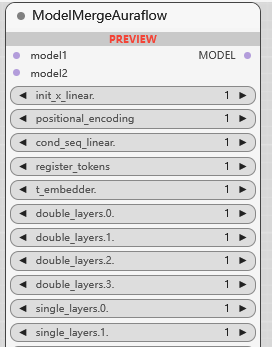 ModelMergeAuraflow
PREVIEW
model1 MODEL
model2
init_x_linear. 1
positional_encoding 1
cond_seq_linear. 1
register_tokens 1
t_embedder. 1
double_layers.0. 1
double_layers.1. 1
double_layers.2. 1
double_layers.3. 1
single_layers.0. 1
single_layers.1. 1